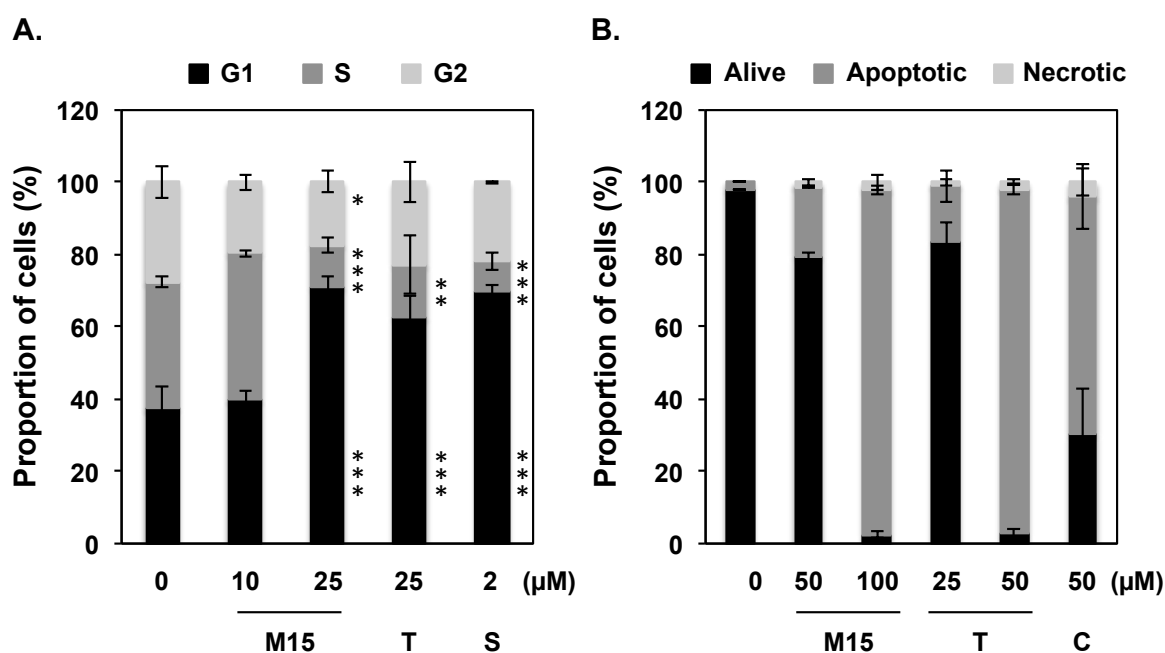 A.
G1 S G2
Proportion of cells (%)
120
100
80
60
40
20
0
*
***
***
**
***
***
***
0 10 25 25 2 (µM)
M15 T S
B.
Alive Apoptotic Necrotic
Proportion of cells (%)
120
100
80
60
40
20
0
0 50 100 25 50 50 (µM)
M15 T C